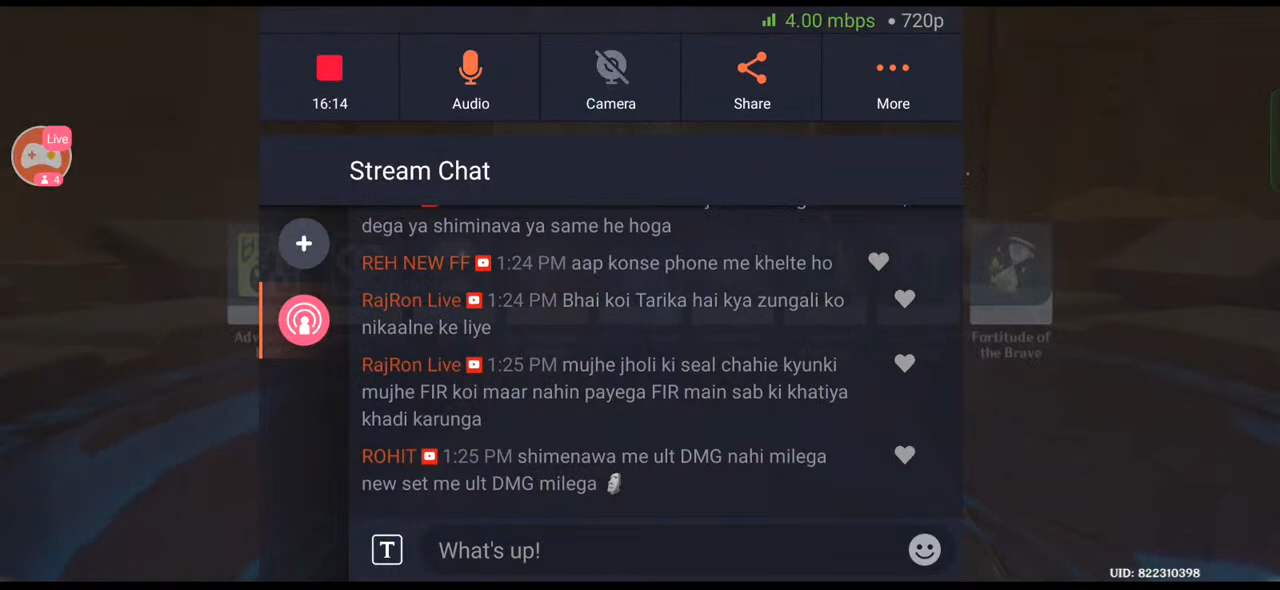 4.00 mbps • 720p
16:14
Audio
Camera
Share
More
Live
4
Stream Chat
dega ya shiminava ya same he hoga
REH NEW FF 1:24 PM aap konse phone me khelte ho
RajRon Live 1:24 PM Bhai koi Tarika hai kya zungali ko
nikaalne ke liye
RajRon Live 1:25 PM mujhe jholi ki seal chahie kyunki
mujhe FIR koi maar nahin payega FIR main sab ki khatiya
khadi karunga
ROHIT 1:25 PM shimenawa me ult DMG nahi milega
new set me ult DMG milega 🗿
Fortitude of
the Brave
T What's up!
UID: 822310398